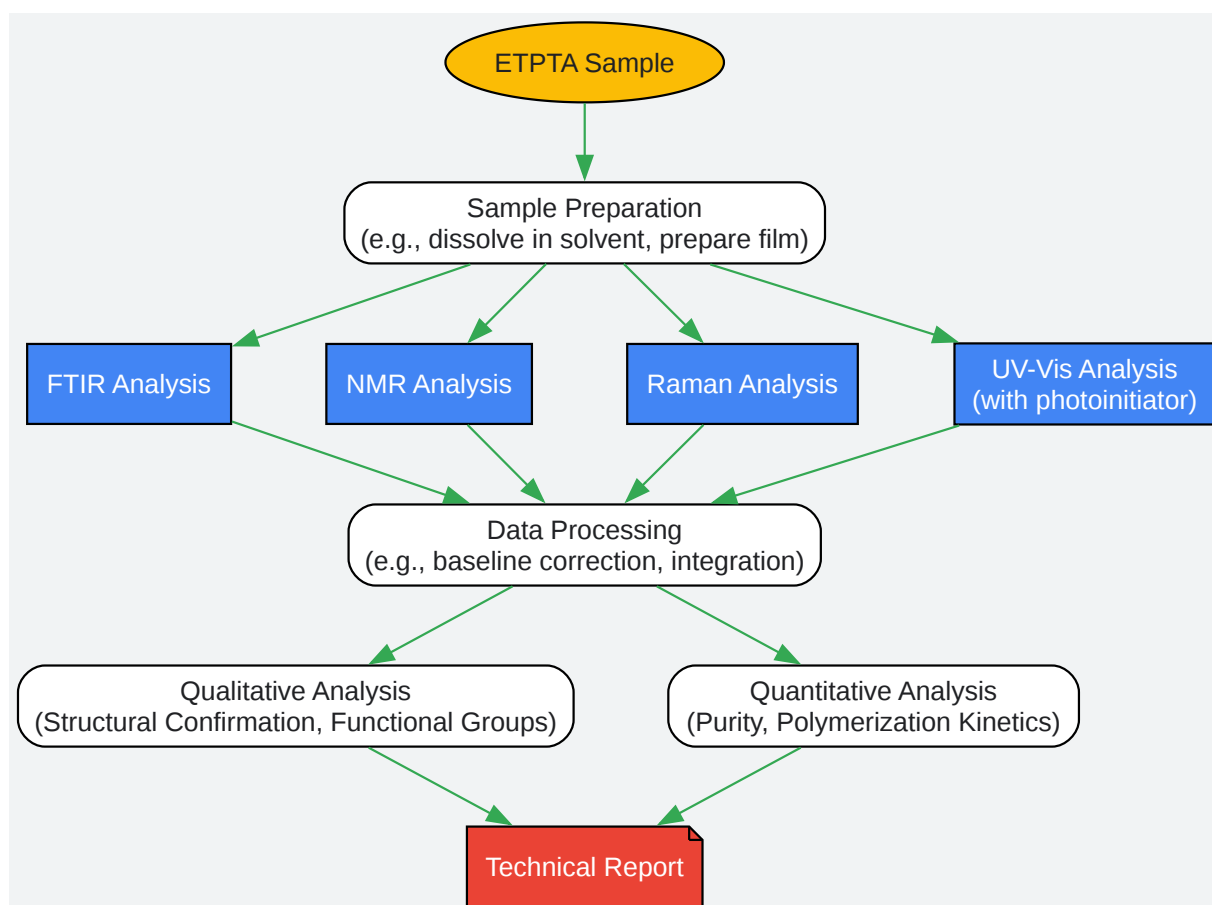 ETPTA Sample
Sample Preparation
(e.g., dissolve in solvent, prepare film)
FTIR Analysis
NMR Analysis
Raman Analysis
UV-Vis Analysis
(with photoinitiator)
Data Processing
(e.g., baseline correction, integration)
Qualitative Analysis
(Structural Confirmation, Functional Groups)
Quantitative Analysis
(Purity, Polymerization Kinetics)
Technical Report